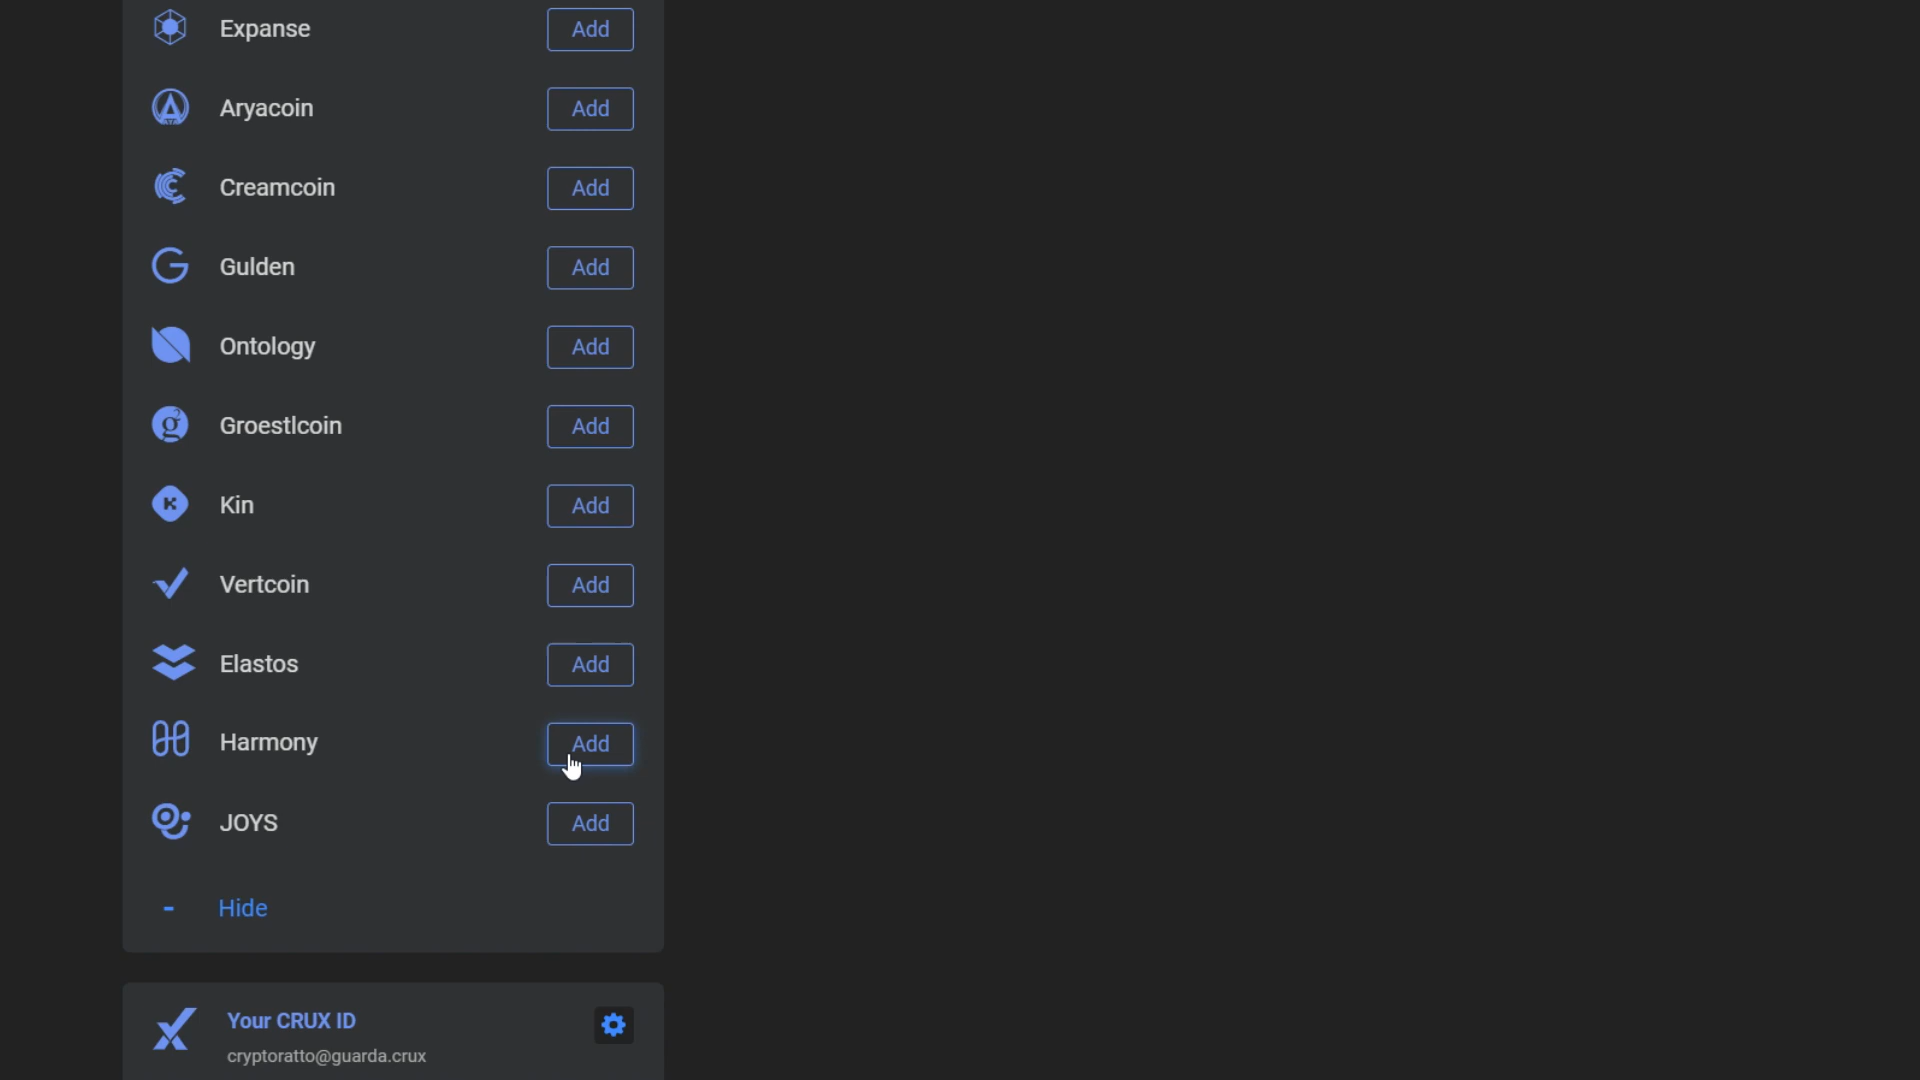 Expanse Add
Aryacoin Add
Creamcoin Add
Gulden Add
Ontology Add
Groestlcoin Add
Kin Add
Vertcoin Add
Elastos Add
Harmony Add
JOYS Add
- Hide
Your CRUX ID
cryptoratto@guarda.crux